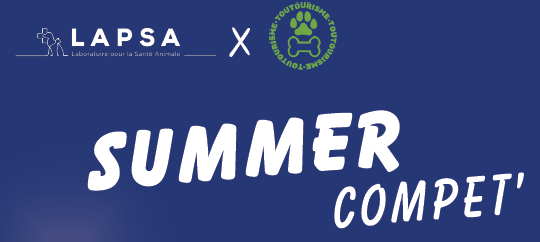 LAPSA
Laboratoire pour la Santé Animale
X
TOUTOURISME·TOUTOURISME·TOUTOURISME·
SUMMER
COMPET'